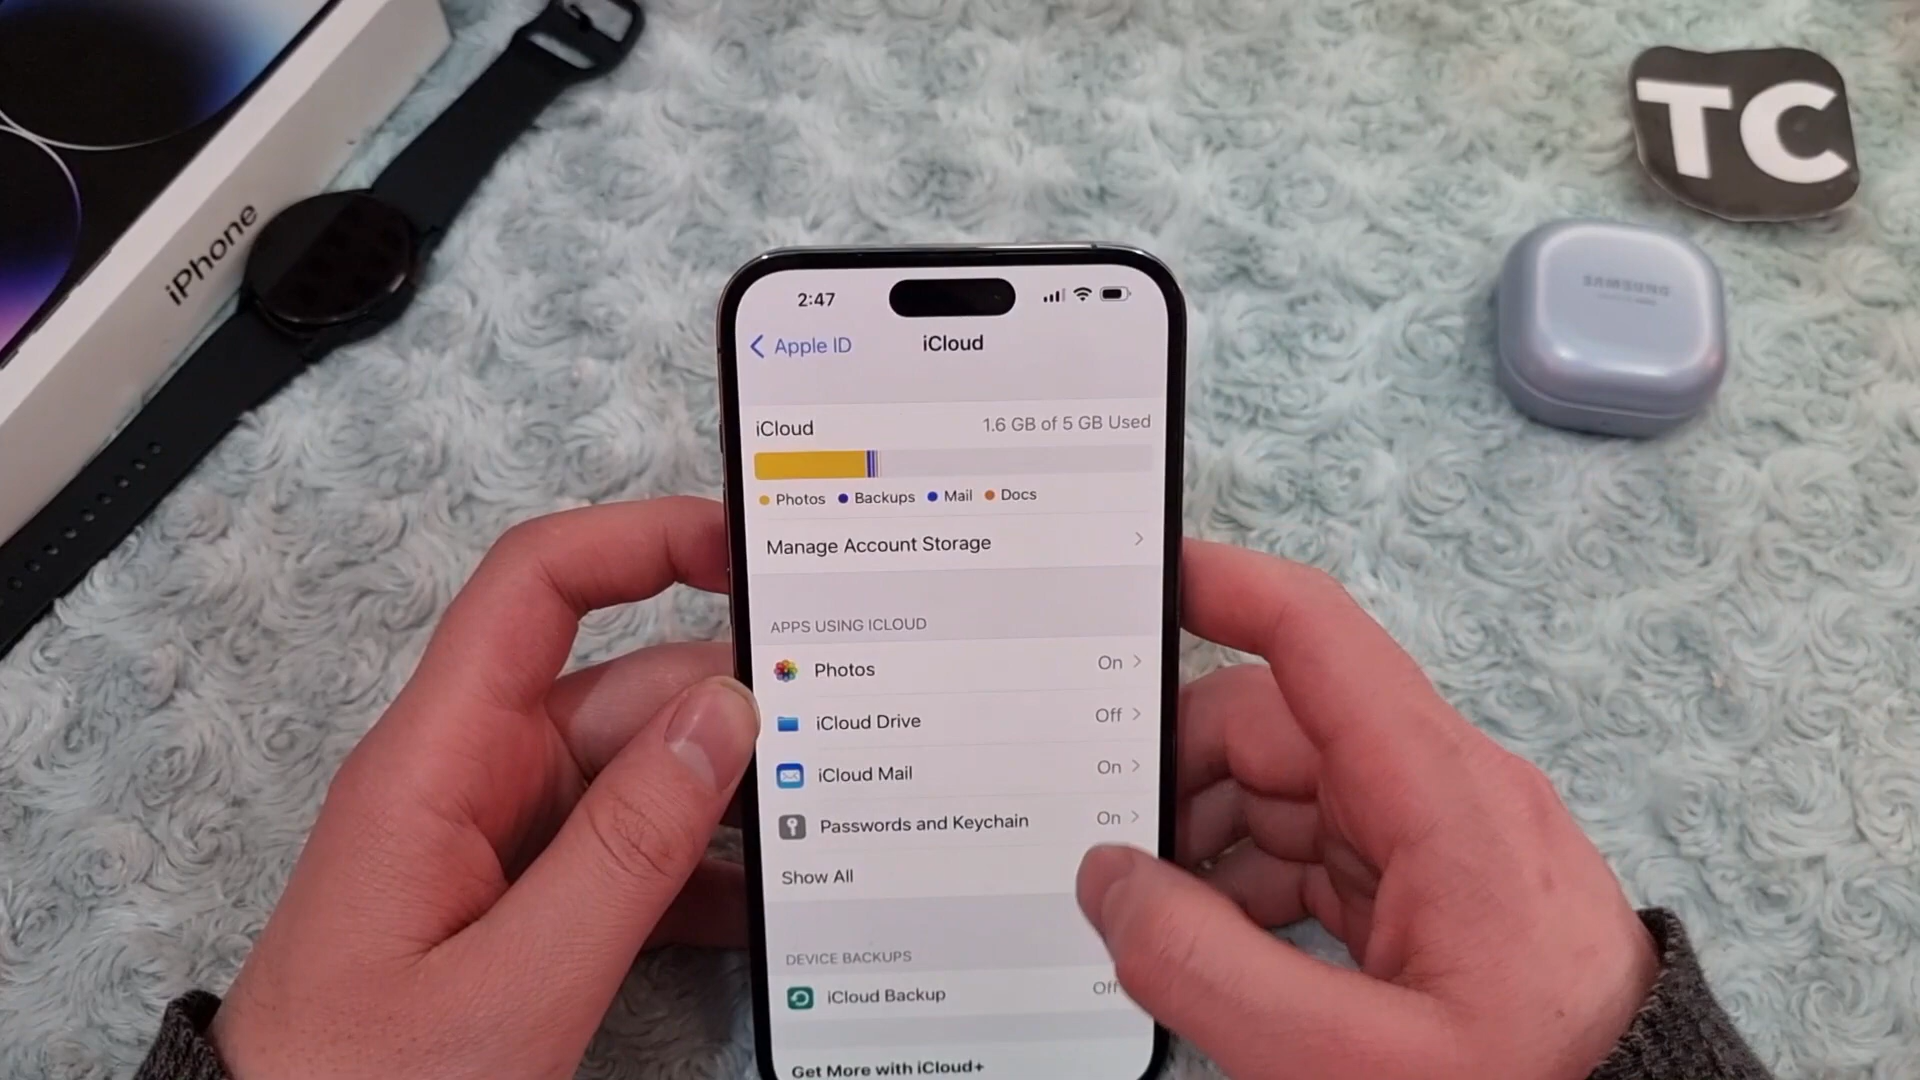 iPhone
TC
SAMSUNG
2:47
Apple ID
iCloud
iCloud
1.6 GB of 5 GB Used
Photos
Backups
Mail
Docs
Manage Account Storage
APPS USING ICLOUD
Photos
On
iCloud Drive
Off
iCloud Mail
On
Passwords and Keychain
On
Show All
DEVICE BACKUPS
iCloud Backup
Off
Get More with iCloud+